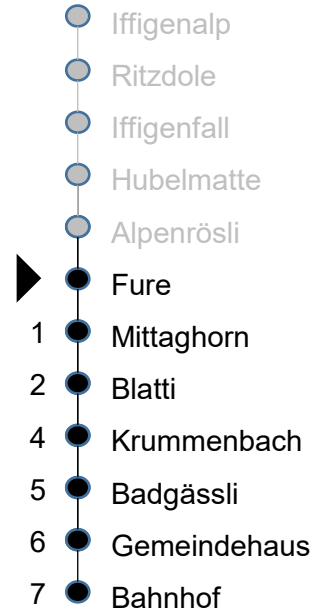 Iffigenalp
Ritzdole
Iffigenfall
Hubelmatte
Alpenrösli
Fure
1 Mittaghorn
2 Blatti
4 Krummenbach
5 Badgässli
6 Gemeindehaus
7 Bahnhof